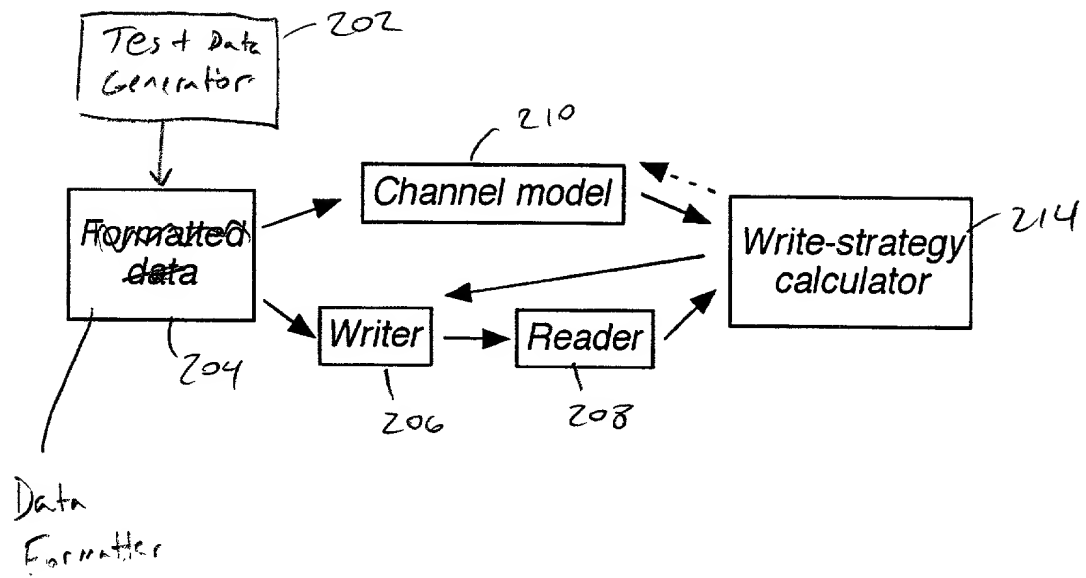 202
Test Data
Generator
210
Channel model
Formatted
data
214
Write-strategy
calculator
Writer
Reader
204
206
208
Data
Formatter